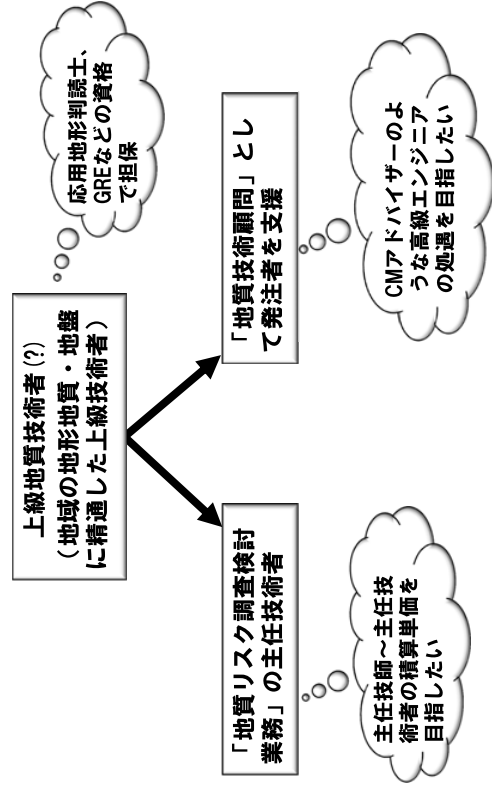 上級地質技術者(?)
(地域の地形地質・地盤
に精通した上級技術者)
応用地形判読士、
GREなどの資格
で担保
「地質リスク調査検討
業務」の主任技術者
「地質技術顧問」とし
て発注者を支援
主任技師～主任技
術者の積算単価を
目指したい
CMアドバイザーのよ
うな高級エンジニア
の処遇を目指したい